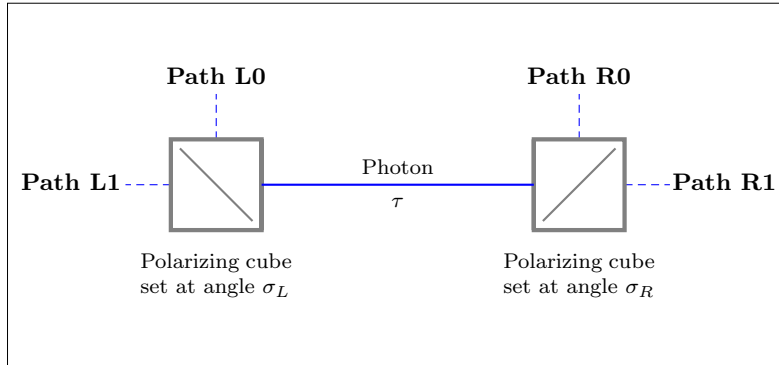 Path L0
Path R0
Path L1
Photon
Path R1
τ
Polarizing cube
set at angle σ_L
Polarizing cube
set at angle σ_R